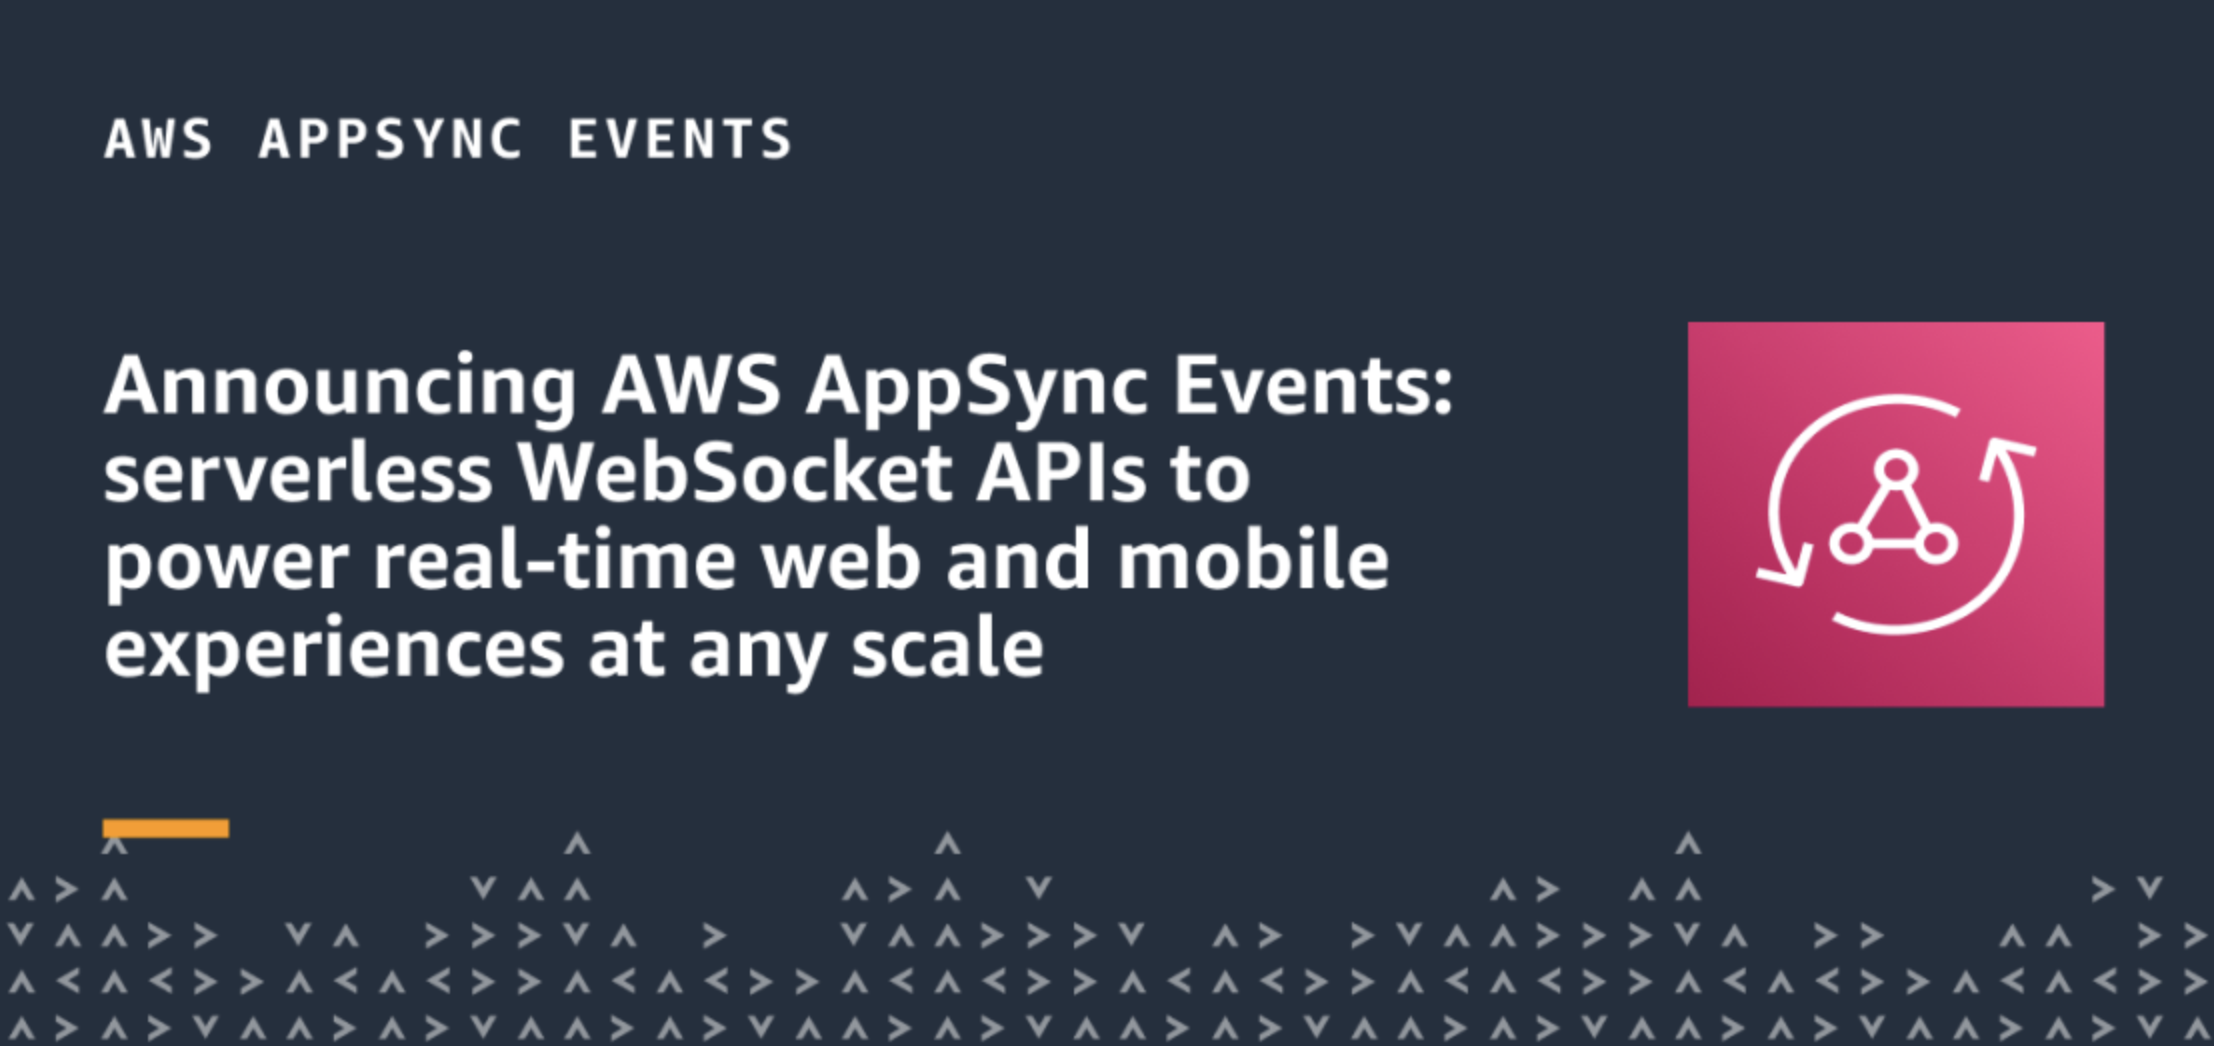 AWS APPSYNC EVENTS
Announcing AWS AppSync Events:
serverless WebSocket APIs to
power real-time web and mobile
experiences at any scale